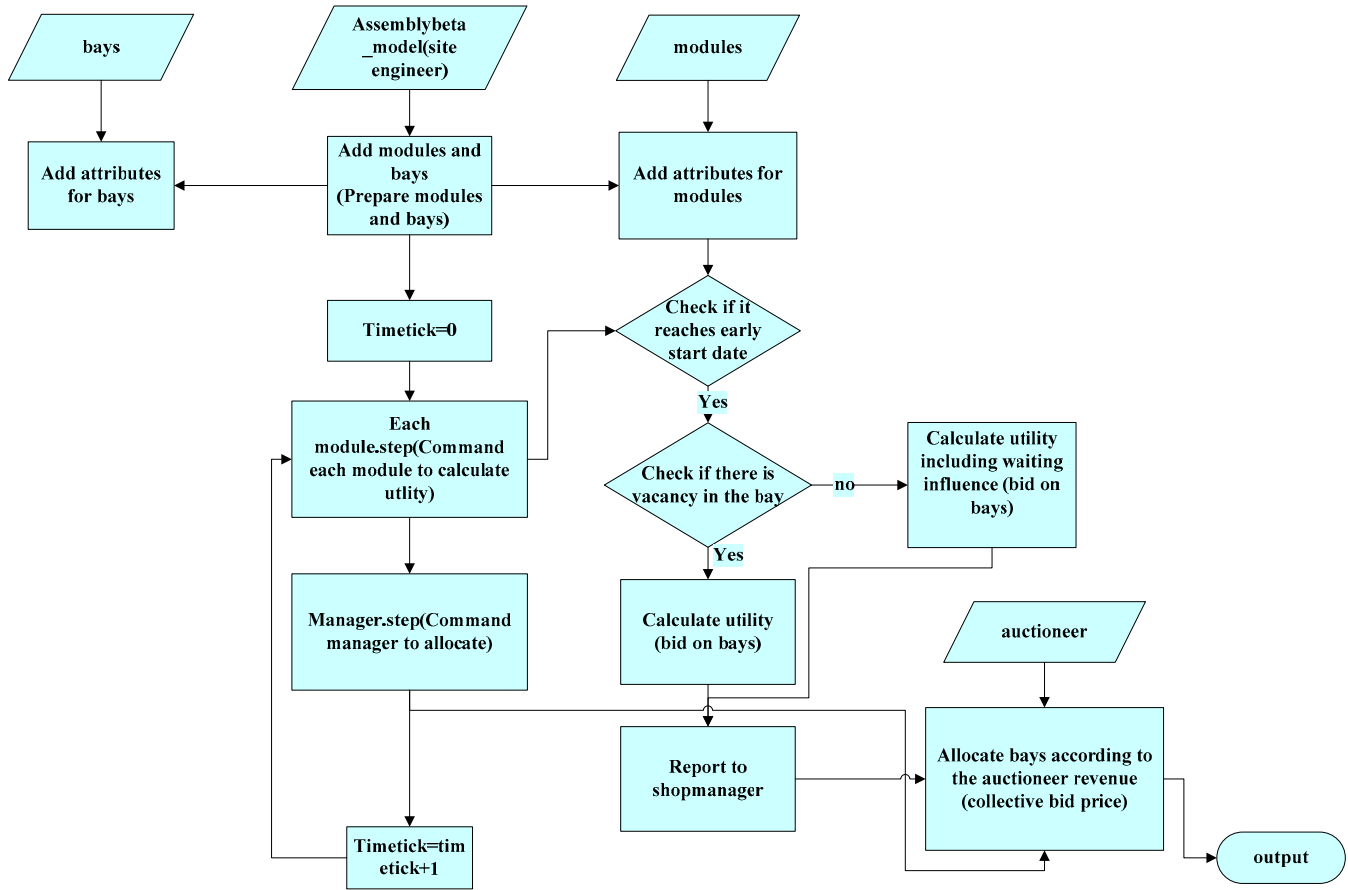 bays
Assemblybeta
_model(site
engineer)
modules
Add attributes
for bays
Add modules and
bays
(Prepare modules
and bays)
Add attributes for
modules
Timetick=0
Check if it
reaches early
start date
Yes
Each
module.step(Command
each module to calculate
utlity)
Check if there is
vacancy in the bay
no
Calculate utility
including waiting
influence (bid on
bays)
Yes
Manager.step(Command
manager to allocate)
Calculate utility
(bid on bays)
auctioneer
Report to
shopmanager
Allocate bays according to
the auctioneer revenue
(collective bid price)
Timetick=tim
etick+1
output